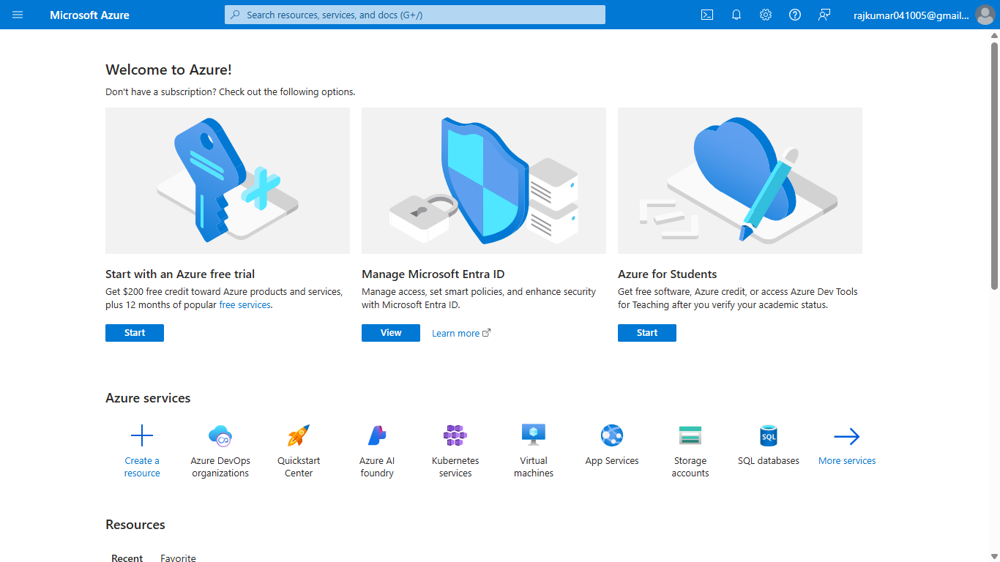 Microsoft Azure
Search resources, services, and docs (G+/)
rajkumar041005@gmail...
Welcome to Azure!
Don't have a subscription? Check out the following options.
Start with an Azure free trial
Get $200 free credit toward Azure products and services,
plus 12 months of popular free services.
Start
Manage Microsoft Entra ID
Manage access, set smart policies, and enhance security
with Microsoft Entra ID.
View
Learn more
Azure for Students
Get free software, Azure credit, or access Azure Dev Tools
for Teaching after you verify your academic status.
Start
Azure services
Create a
resource
Azure DevOps
organizations
Quickstart
Center
Azure AI
foundry
Kubernetes
services
Virtual
machines
App Services
Storage
accounts
SQL
SQL databases
More services
Resources
Recent
Favorite